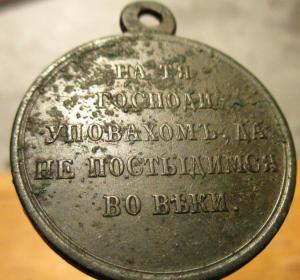 НА ТЯ
ГОСПОДИ
УПОВАХОМЪ, ДА
НЕ ПОСТЫДИМСЯ
ВО ВѢКИ.